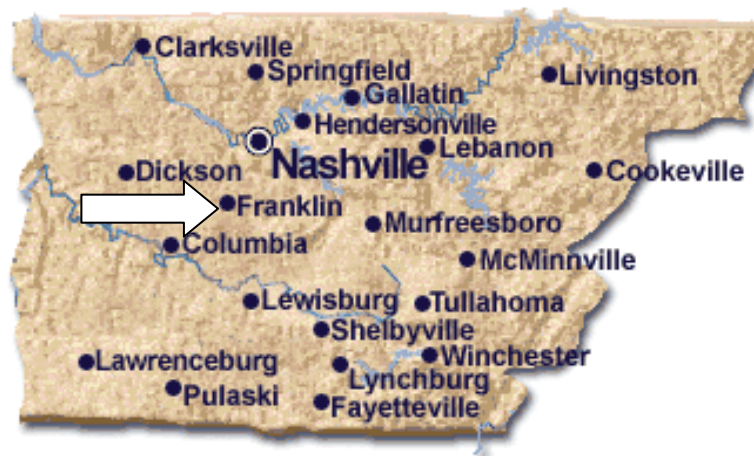 Clarksville
Springfield
Livingston
Gallatin
Hendersonville
Lebanon
Nashville
Dickson
Cookeville
Franklin
Murfreesboro
Columbia
McMinnville
Lewisburg
Tullahoma
Shelbyville
Winchester
Lawrenceburg
Lynchburg
Pulaski
Fayetteville